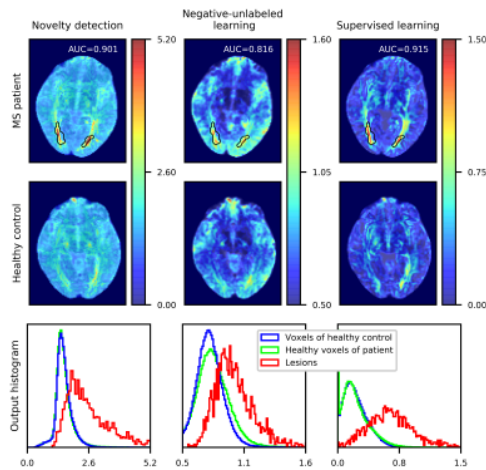 Novelty detection
Negative-unlabeled
learning
Supervised learning
MS patient
AUC=0.901
5.20
2.60
0.00
AUC=0.816
1.60
1.05
0.50
AUC=0.915
1.50
0.75
0.00
Healthy control
Output histogram
Voxels of healthy control
Healthy voxels of patient
Lesions
0.0
2.6
5.2
0.5
1.1
1.6
0.0
0.8
1.5